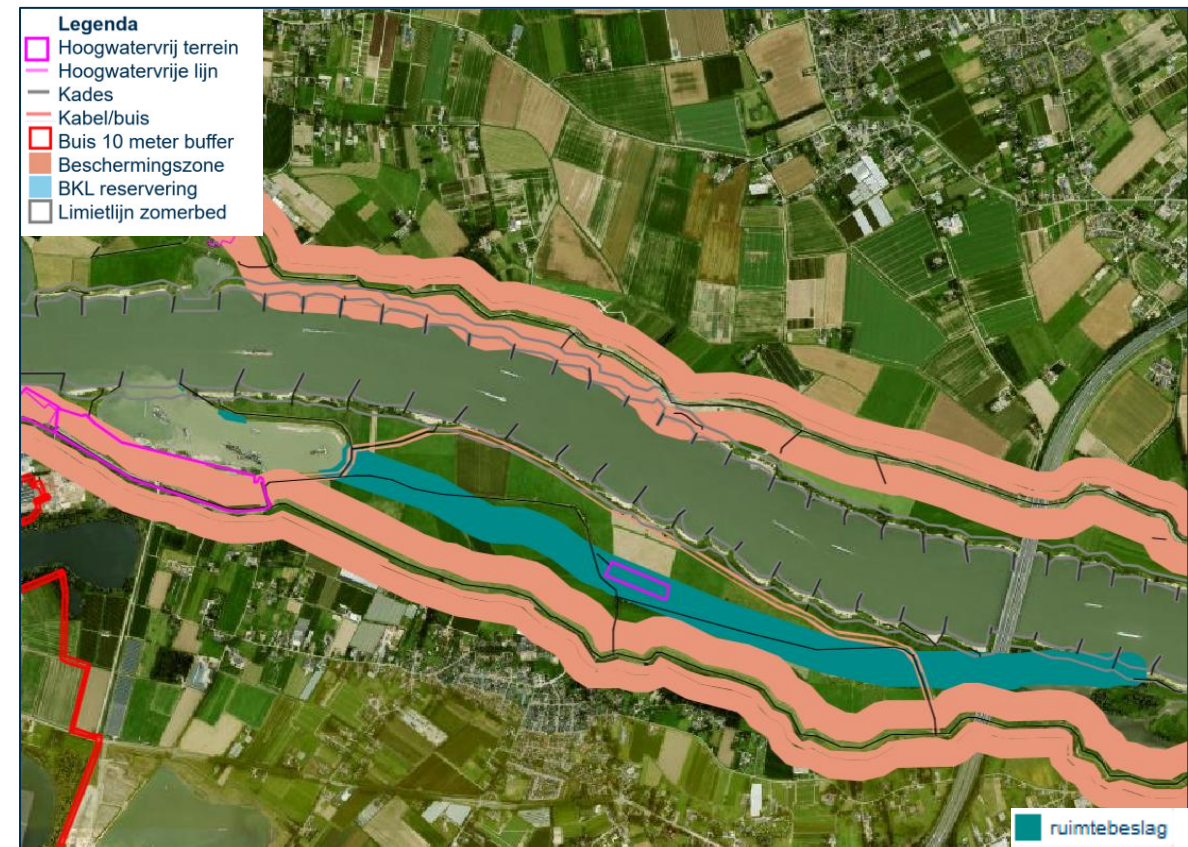 Legenda
Hoogwatervrij terrein
Hoogwatervrije lijn
Kades
Kabel/buis
Buis 10 meter buffer
Beschermingszone
BKL reservering
Limietlijn zomerbed
ruimtebeslag